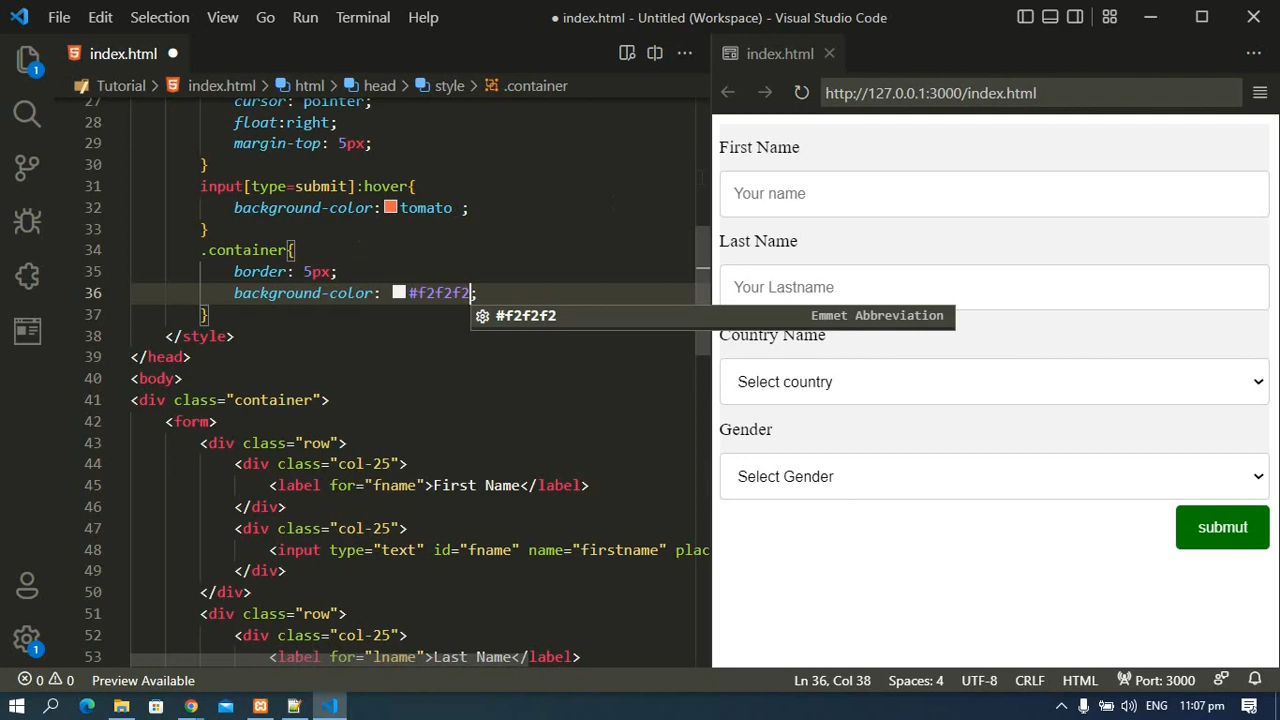 File Edit Selection View Go Run Terminal Help ● index.html - Untitled (Workspace) - Visual Studio Code
index.html
Tutorial > index.html > html > head > style > .container
27 cursor: pointer;
28 float:right;
29 margin-top: 5px;
30 }
31 input[type=submit]:hover{
32 background-color: tomato ;
33 }
34 .container{
35 border: 5px;
36 background-color: #f2f2f2;
#f2f2f2 Emmet Abbreviation
37 }
38 </style>
39 </head>
40 <body>
41 <div class="container">
42 <form>
43 <div class="row">
44 <div class="col-25">
45 <label for="fname">First Name</label>
46 </div>
47 <div class="col-25">
48 <input type="text" id="fname" name="firstname" plac
49 </div>
50 </div>
51 <div class="row">
52 <div class="col-25">
53 <label for="lname">Last Name</label>
index.html
http://127.0.0.1:3000/index.html
First Name
Your name
Last Name
Your Lastname
Country Name
Select country
Gender
Select Gender
submut
1
1
0 0 Preview Available Ln 36, Col 38 Spaces: 4 UTF-8 CRLF HTML Port: 3000
ENG 11:07 pm